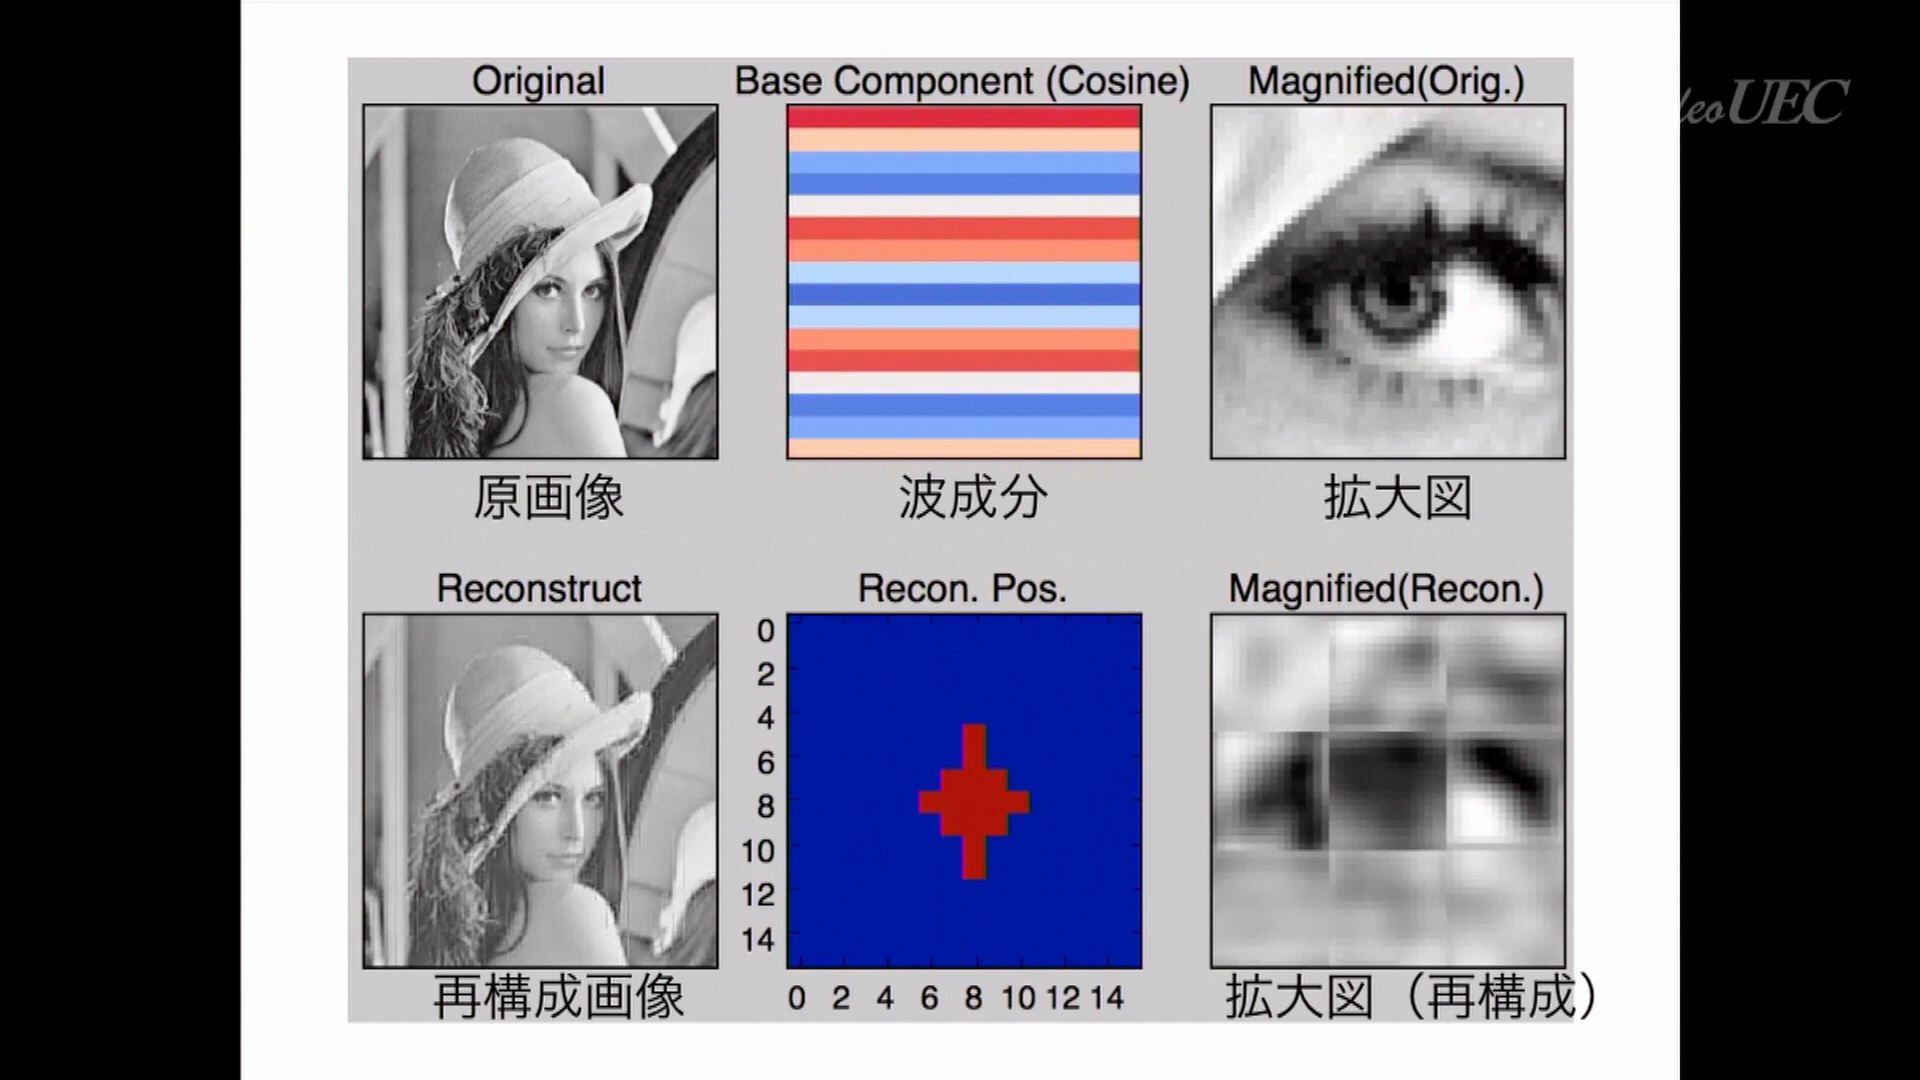 Original
Base Component (Cosine)
Magnified(Orig.)
UEC
原画像
波成分
拡大図
Reconstruct
Recon. Pos.
Magnified(Recon.)
0
2
4
6
8
10
12
14
0 2 4 6 8 10 12 14
再構成画像
拡大図（再構成）